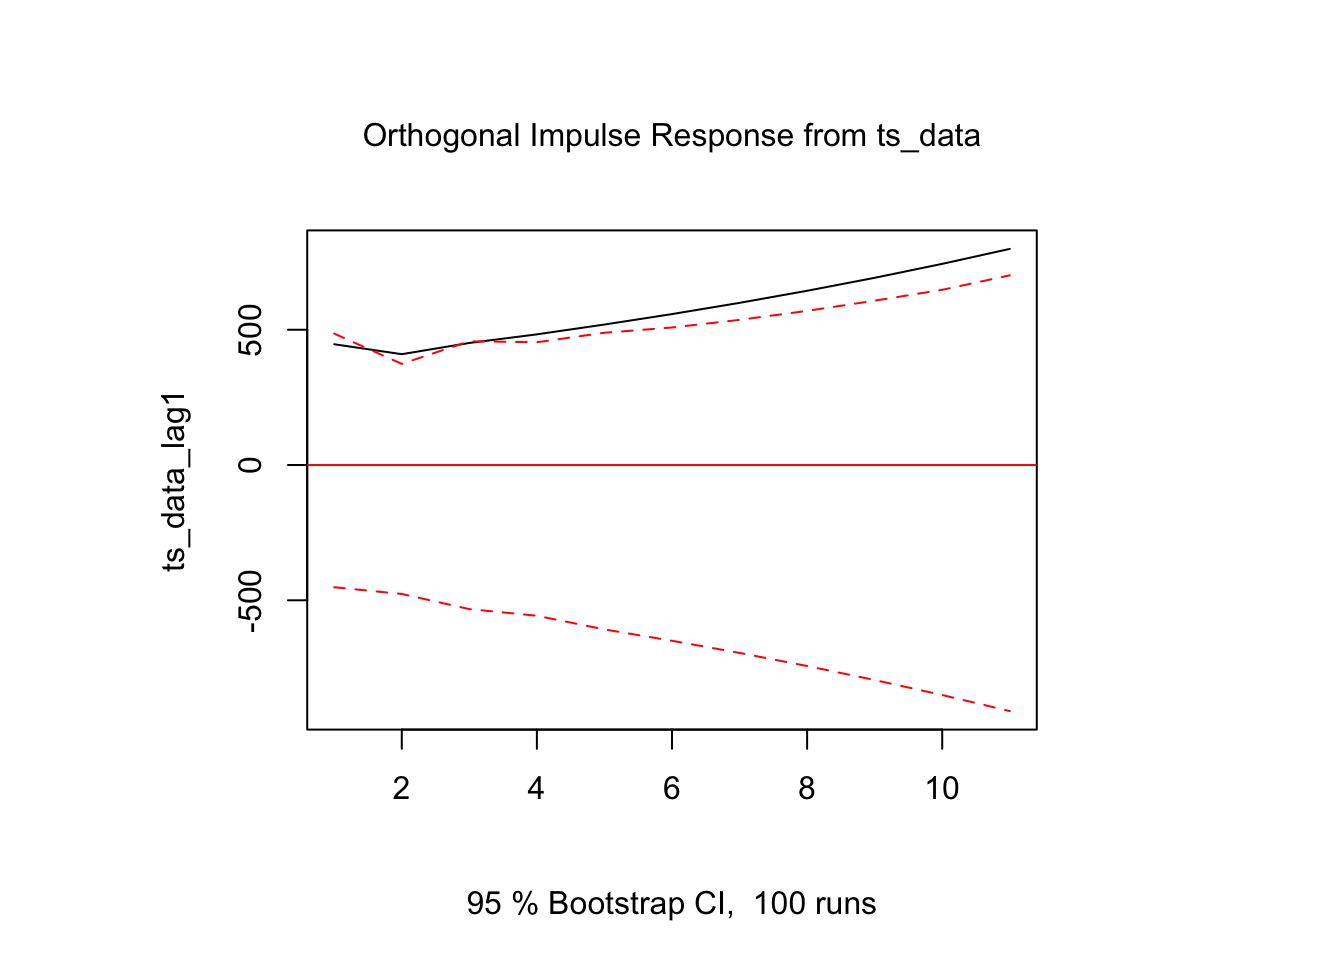 Orthogonal Impulse Response from ts_data
ts_data_lag1
500
0
-500
2 4 6 8 10
95 % Bootstrap CI,  100 runs